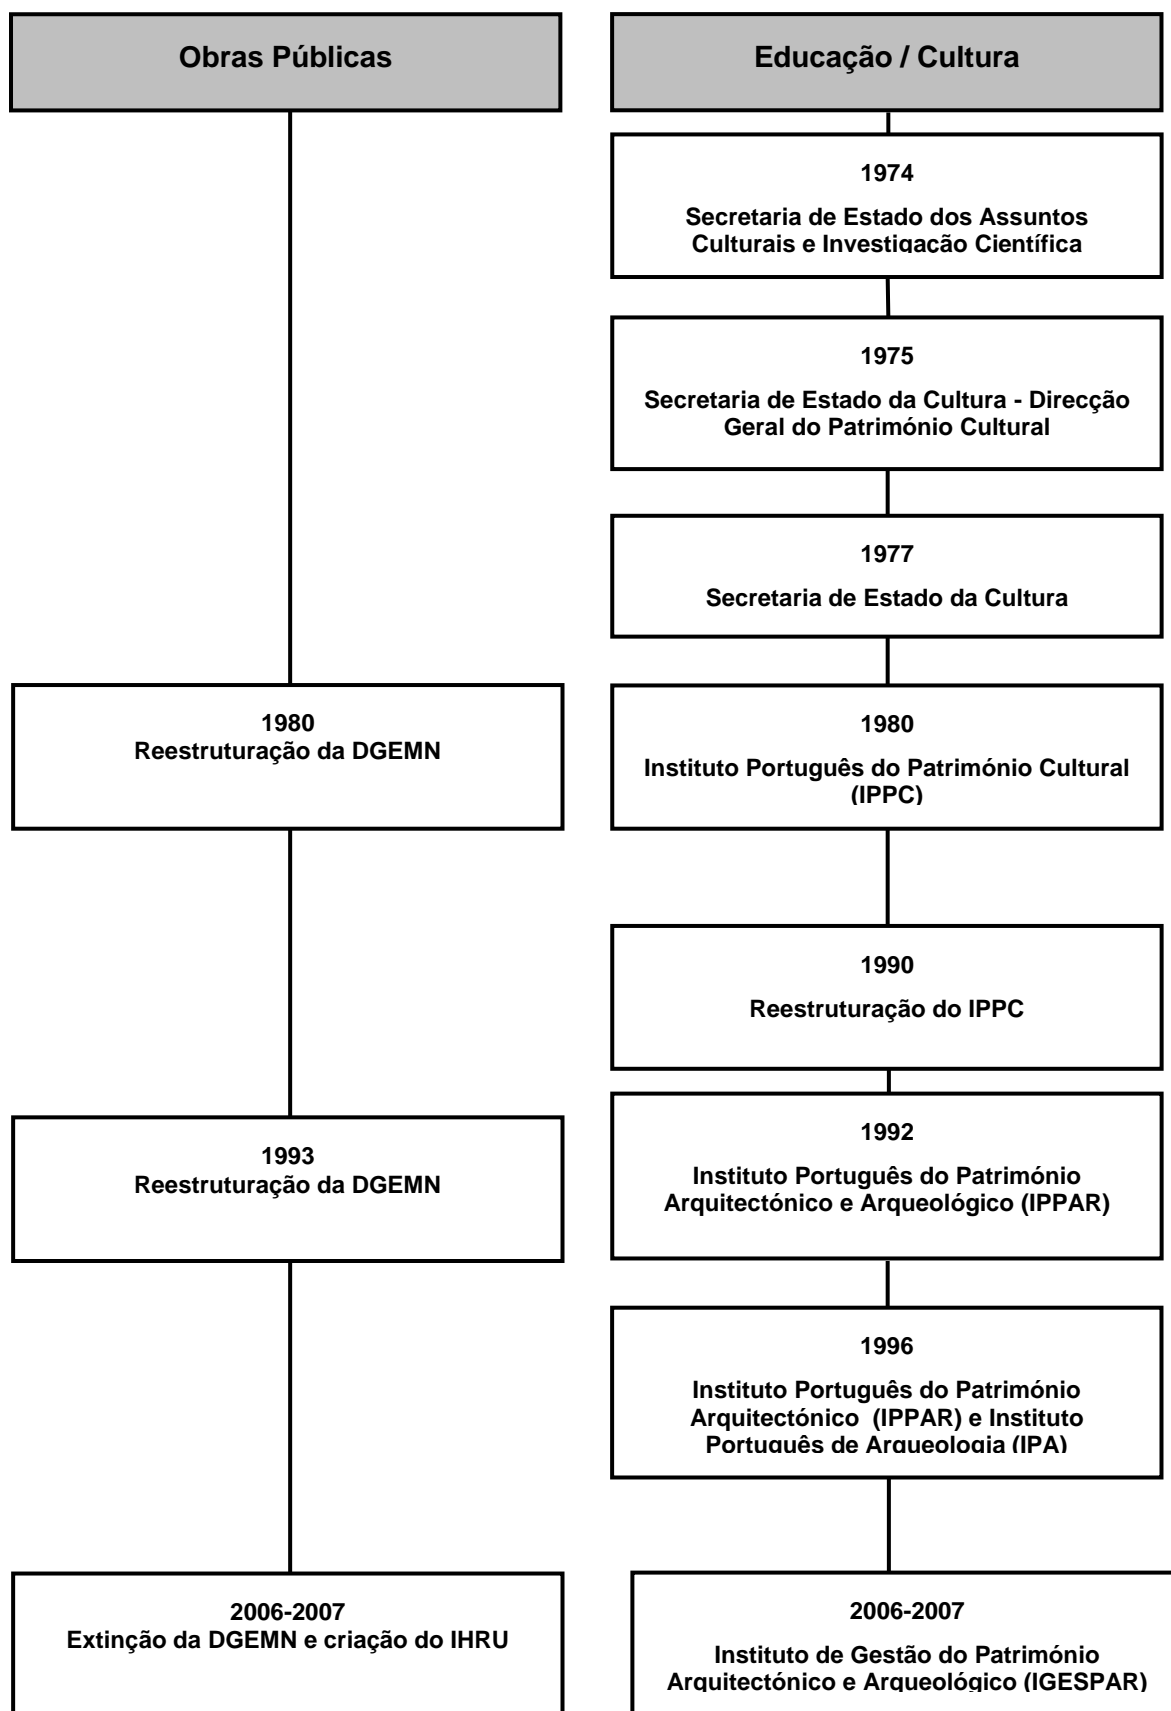 Obras Públicas
Educação / Cultura
1974
Secretaria de Estado dos Assuntos
Culturais e Investigação Científica
1975
Secretaria de Estado da Cultura - Direcção
Geral do Património Cultural
1977
Secretaria de Estado da Cultura
1980
Reestruturação da DGEMN
1980
Instituto Português do Património Cultural
(IPPC)
1990
Reestruturação do IPPC
1993
Reestruturação da DGEMN
1992
Instituto Português do Património
Arquitectónico e Arqueológico (IPPAR)
1996
Instituto Português do Património
Arquitectónico (IPPAR) e Instituto
Português de Arqueologia (IPA)
2006-2007
Extinção da DGEMN e criação do IHRU
2006-2007
Instituto de Gestão do Património
Arquitectónico e Arqueológico (IGESPAR)